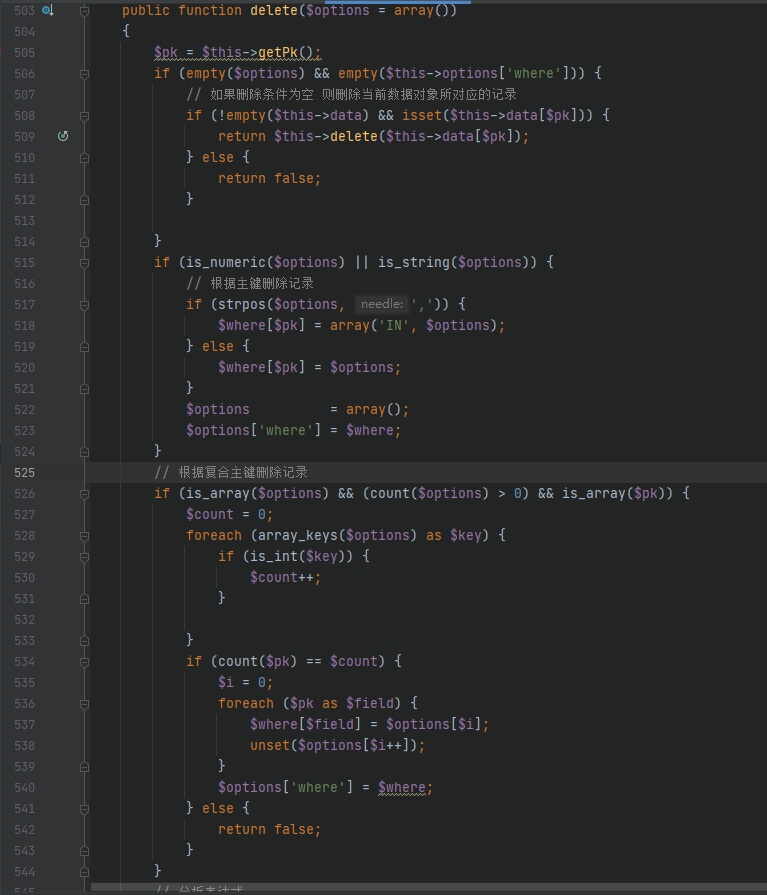 503 public function delete($options = array())
504 {
505 $pk = $this->getPk();
506 if (empty($options) && empty($this->options['where'])) {
507 // 如果删除条件为空 则删除当前数据对象所对应的记录
508 if (!empty($this->data) && isset($this->data[$pk])) {
509 return $this->delete($this->data[$pk]);
510 } else {
511 return false;
512 }
513
514 }
515 if (is_numeric($options) || is_string($options)) {
516 // 根据主键删除记录
517 if (strpos($options, needle: ',')) {
518 $where[$pk] = array('IN', $options);
519 } else {
520 $where[$pk] = $options;
521 }
522 $options = array();
523 $options['where'] = $where;
524 }
525 // 根据复合主键删除记录
526 if (is_array($options) && (count($options) > 0) && is_array($pk)) {
527 $count = 0;
528 foreach (array_keys($options) as $key) {
529 if (is_int($key)) {
530 $count++;
531 }
532
533 }
534 if (count($pk) == $count) {
535 $i = 0;
536 foreach ($pk as $field) {
537 $where[$field] = $options[$i];
538 unset($options[$i++]);
539 }
540 $options['where'] = $where;
541 } else {
542 return false;
543 }
544 }
545 // 分析表达式